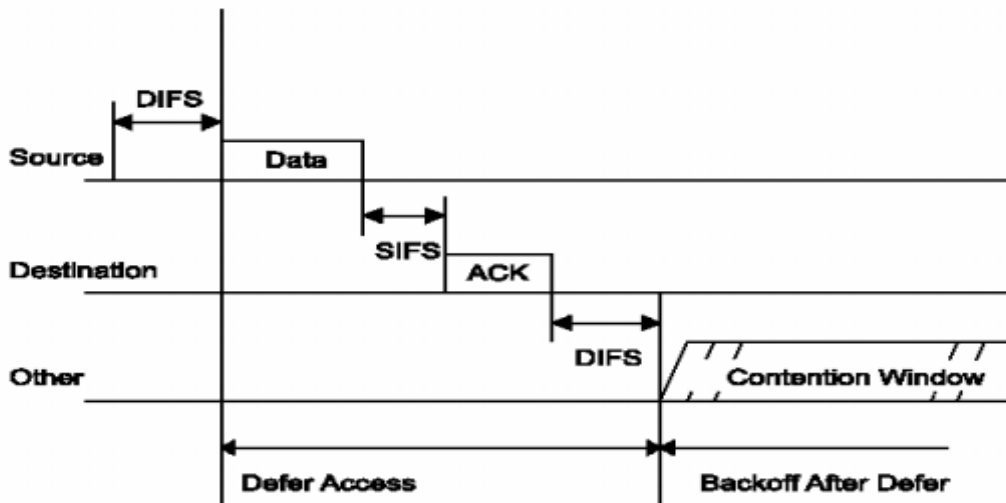 DIFS
Source
Data
SIFS
Destination
ACK
DIFS
Other
Contention Window
Defer Access
Backoff After Defer